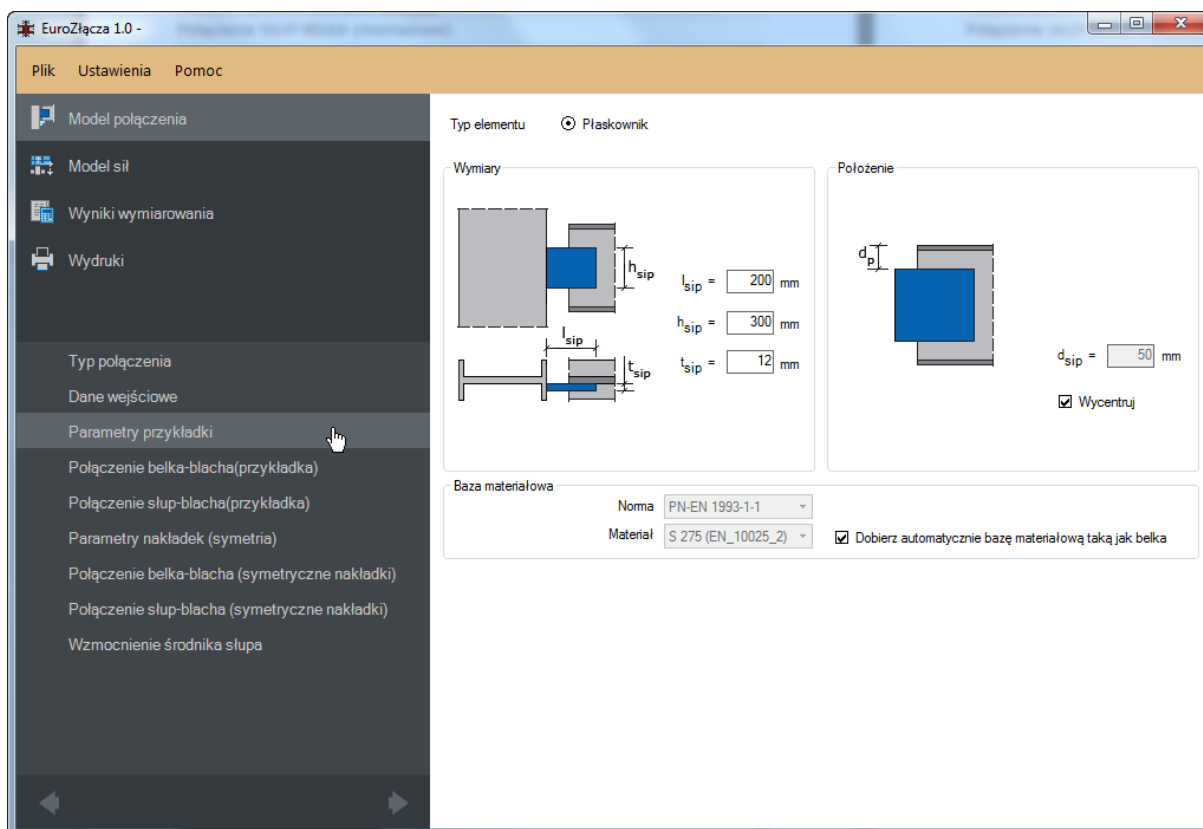 EuroZłącza 1.0 -
Plik Ustawienia Pomoc
Model połączenia
Model sił
Wyniki wymiarowania
Wydruki
Typ połączenia
Dane wejściowe
Parametry przykładki
Połączenie belka-blacha(przykładka)
Połączenie słup-blacha(przykładka)
Parametry nakładek (symetria)
Połączenie belka-blacha (symetryczne nakładki)
Połączenie słup-blacha (symetryczne nakładki)
Wzmocnienie środnika słupa
Typ elementu Płaskownik
Wymiary
hsip
lsip
tsip
lsip = 200 mm
hsip = 300 mm
tsip = 12 mm
Położenie
dp
dsip = 50 mm
Wycentruj
Baza materiałowa
Norma PN-EN 1993-1-1
Materiał S 275 (EN_10025_2)
Dobierz automatycznie bazę materiałową taką jak belka